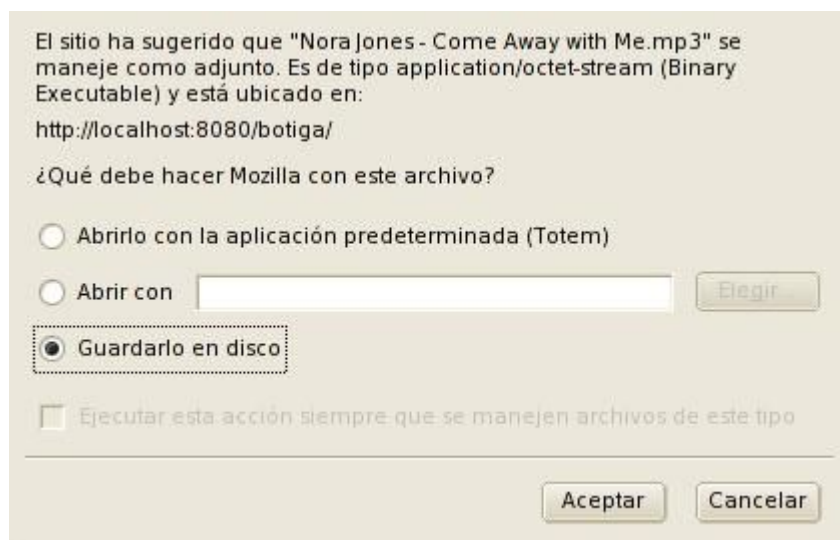 El sitio ha sugerido que "Nora Jones - Come Away with Me.mp3" se
maneje como adjunto. Es de tipo application/octet-stream (Binary
Executable) y está ubicado en:
http://localhost:8080/botiga/
¿Qué debe hacer Mozilla con este archivo?
Abrirlo con la aplicación predeterminada (Totem)
Abrir con Elegir...
Guardarlo en disco
Ejecutar esta acción siempre que se manejen archivos de este tipo
Aceptar Cancelar